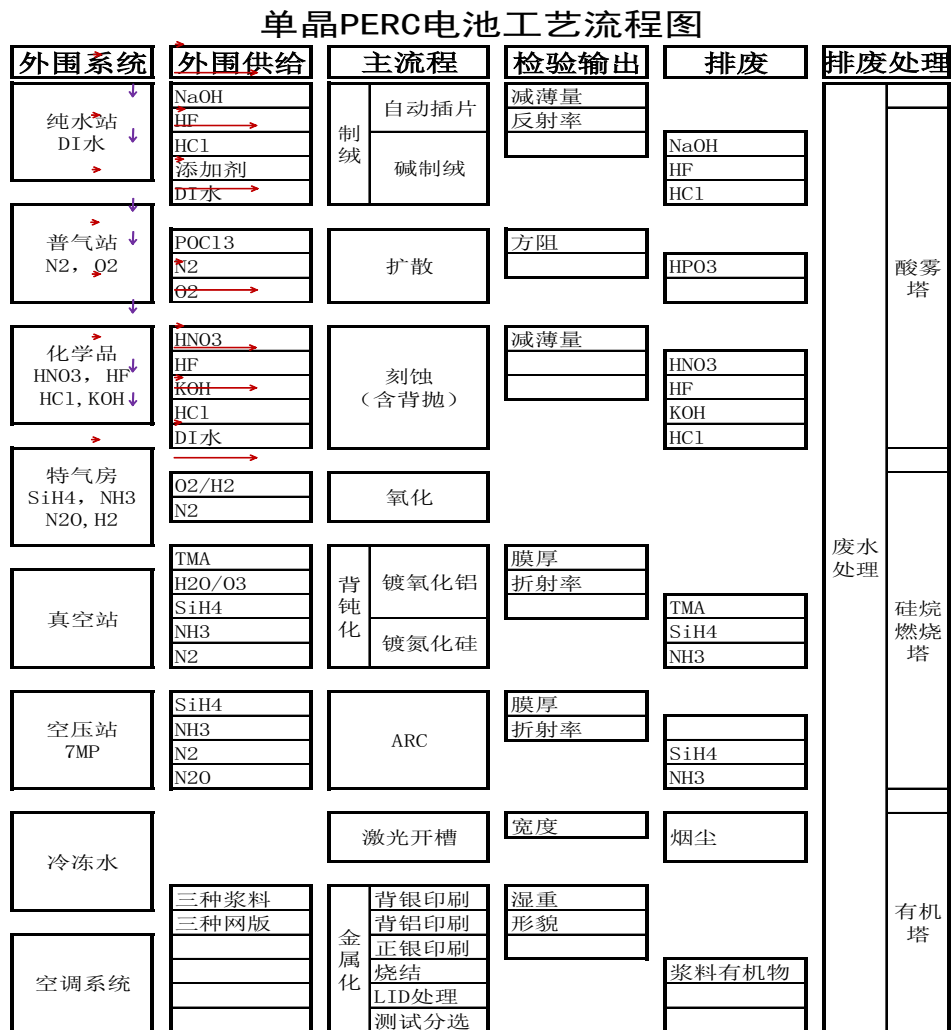 单晶PERC电池工艺流程图
外围系统
外围供给
主流程
检验输出
排废
排废处理
纯水站
DI水
普气站
N2, O2
化学品
HNO3, HF
HCl,KOH
特气房
SiH4, NH3
N2O,H2
真空站
空压站
7MP
冷冻水
空调系统
NaOH
HF
HCl
添加剂
DI水
POCl3
N2
O2
HNO3
HF
KOH
HCl
DI水
O2/H2
N2
TMA
H2O/O3
SiH4
NH3
N2
SiH4
NH3
N2
N2O
三种浆料
三种网版
制绒
自动插片
碱制绒
扩散
刻蚀
（含背抛）
氧化
背钝化
镀氧化铝
镀氮化硅
ARC
激光开槽
金属化
背银印刷
背铝印刷
正银印刷
烧结
LID处理
测试分选
减薄量
反射率
方阻
减薄量
膜厚
折射率
膜厚
折射率
宽度
湿重
形貌
NaOH
HF
HCl
HPO3
HNO3
HF
KOH
HCl
TMA
SiH4
NH3
SiH4
NH3
烟尘
浆料有机物
废水
处理
酸雾
塔
硅烷
燃烧
塔
有机
塔